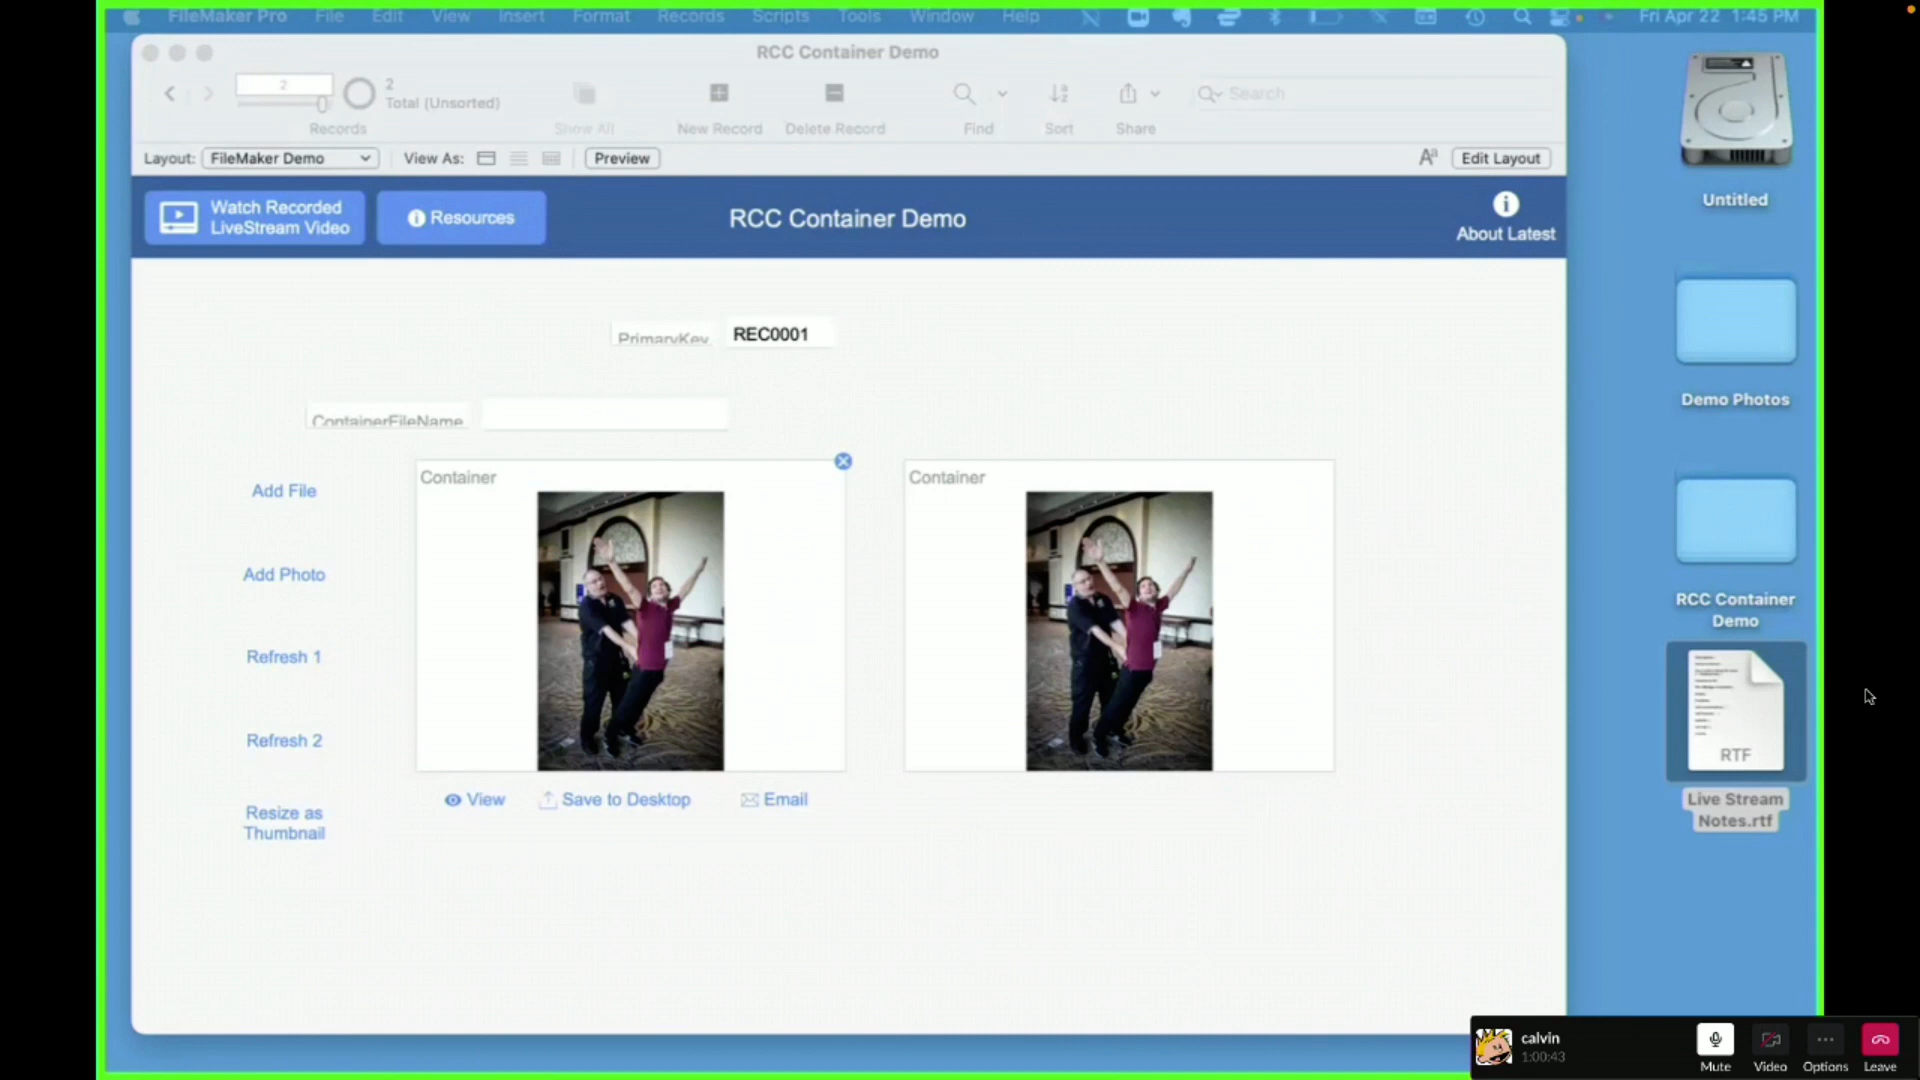 FileMaker Pro File Edit View Insert Format Records Scripts Tools Window Help Fri Apr 22 1:45 PM
RCC Container Demo
2
2
Total (Unsorted)
Search
Records
Show All
New Record
Delete Record
Find
Sort
Share
Layout: FileMaker Demo View As: Preview Edit Layout
Watch Recorded
LiveStream Video
Resources
RCC Container Demo
About Latest
PrimaryKey REC0001
ContainerFileName
Add File
Add Photo
Refresh 1
Refresh 2
Resize as
Thumbnail
Container
Container
View
Save to Desktop
Email
Untitled
Demo Photos
RCC Container
Demo
RTF
Live Stream
Notes.rtf
calvin
1:00:43
Mute
Video
Options
Leave